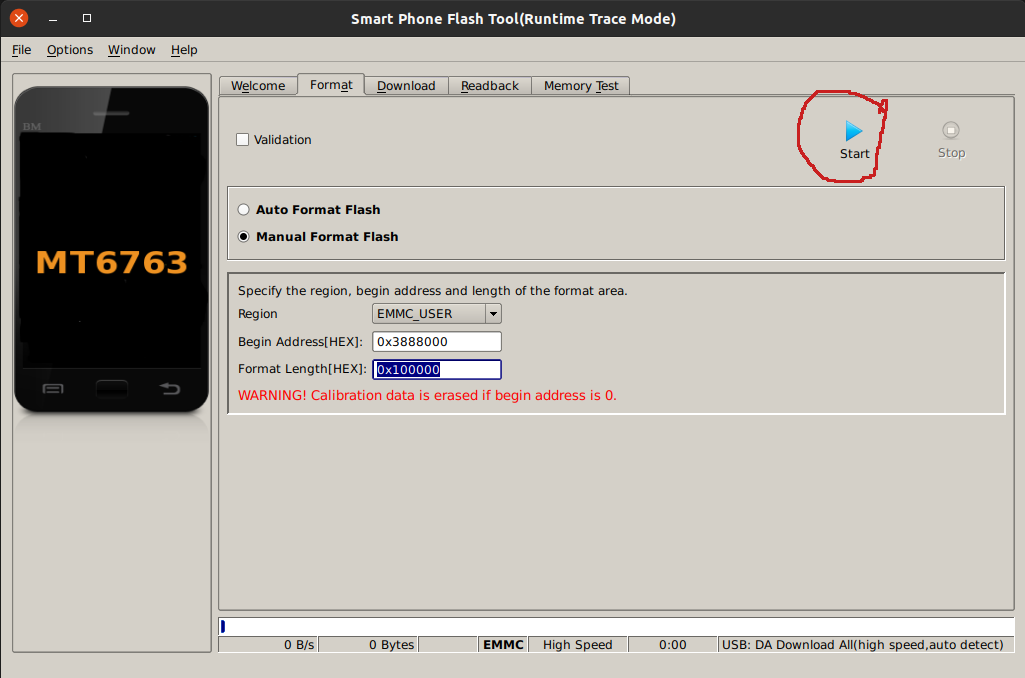 Smart Phone Flash Tool(Runtime Trace Mode)
File Options Window Help
Welcome Format Download Readback Memory Test
BM
MT6763
Validation
Start
Stop
Auto Format Flash
Manual Format Flash
Specify the region, begin address and length of the format area.
Region EMMC_USER
Begin Address[HEX]: 0x3888000
Format Length[HEX]: 0x100000
WARNING! Calibration data is erased if begin address is 0.
0 B/s 0 Bytes EMMC High Speed 0:00 USB: DA Download All(high speed,auto detect)